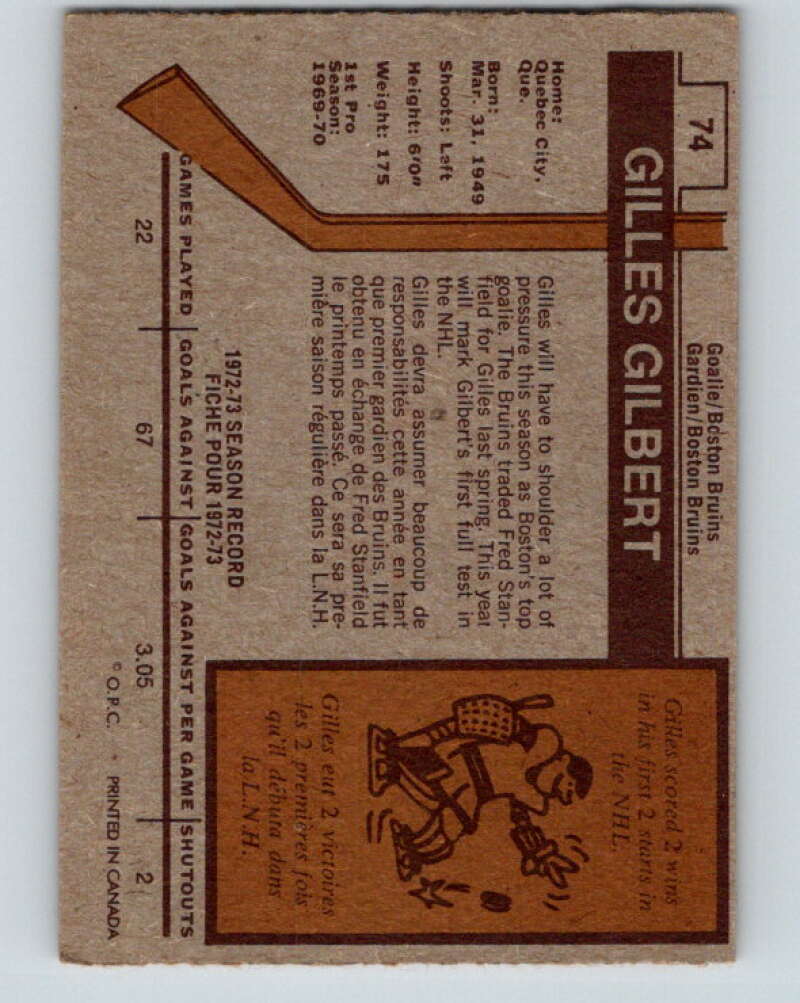 74
Goalie/Boston Bruins
Gardien/Boston Bruins
GILLES GILBERT
Home:
Quebec City,
Que.
Born:
Mar. 31, 1949
Shoots: Left
Height: 6'0"
Weight: 175
1st Pro
Season:
1969-70
Gilles will have to shoulder a lot of
pressure this season as Boston's top
goalie. The Bruins traded Fred Stan-
field for Gilles last spring. This year
will mark Gilbert's first full test in
the NHL.
Gilles devra assumer beaucoup de
responsabilités cette année en tant
que premier gardien des Bruins. Il fut
obtenu en échange de Fred Stanfield
le printemps passé. Ce sera sa pre-
mière saison régulière dans la L.N.H.
Gilles scored 2 wins
in his first 2 starts in
the NHL.
Gilles eut 2 victoires
les 2 premières fois
qu'il débuta dans
la L.N.H.
1972-73 SEASON RECORD
FICHE POUR 1972-73
GAMES PLAYED GOALS AGAINST GOALS AGAINST PER GAME SHUTOUTS
22 67 3.05 2
© O.P.C. • PRINTED IN CANADA